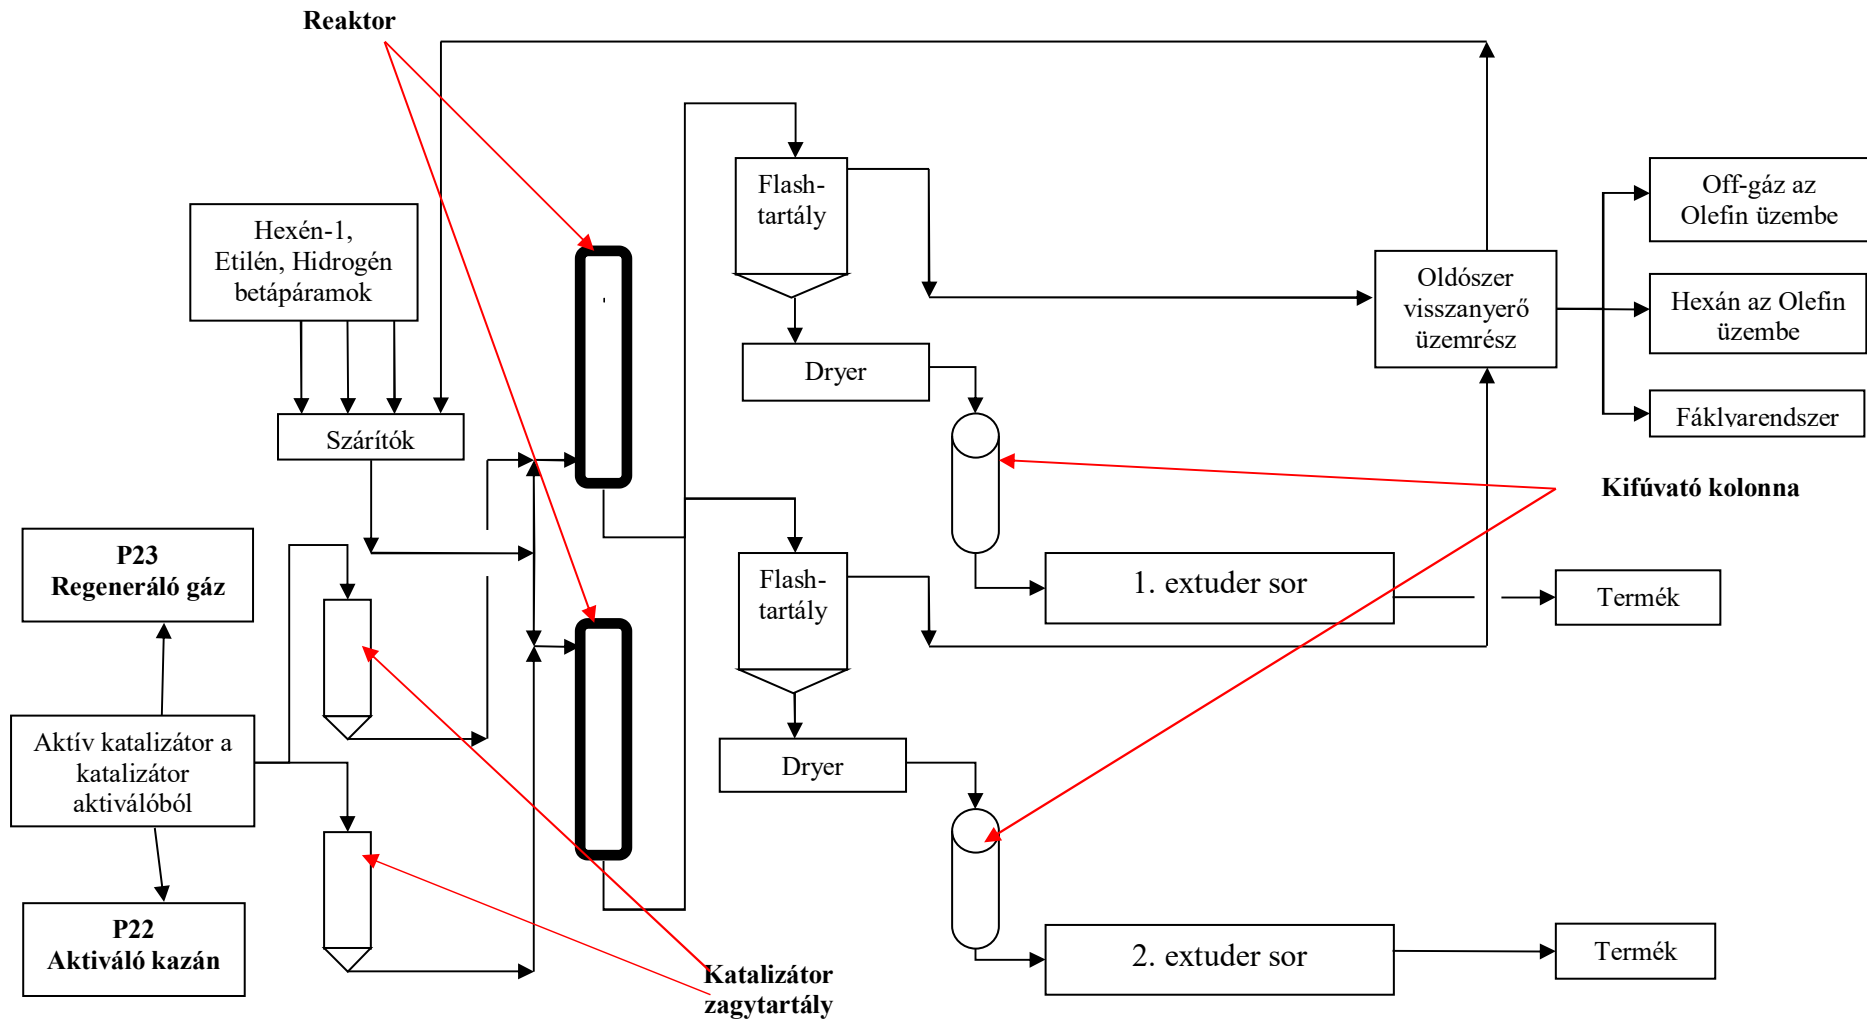 Reaktor
Flash-
tartály
Off-gáz az
Olefin üzembe
Hexén-1,
Etilén, Hidrogén
betápáramok
Oldószer
visszanyerő
üzemrész
Hexán az Olefin
üzembe
Dryer
Fáklyarendszer
Szárítók
Kifúvató kolonna
P23
Regeneráló gáz
Flash-
tartály
1. extuder sor
Termék
Aktív katalizátor a
katalizátor
aktiválóból
Dryer
P22
Aktiváló kazán
2. extuder sor
Termék
Katalizátor
zagytartály